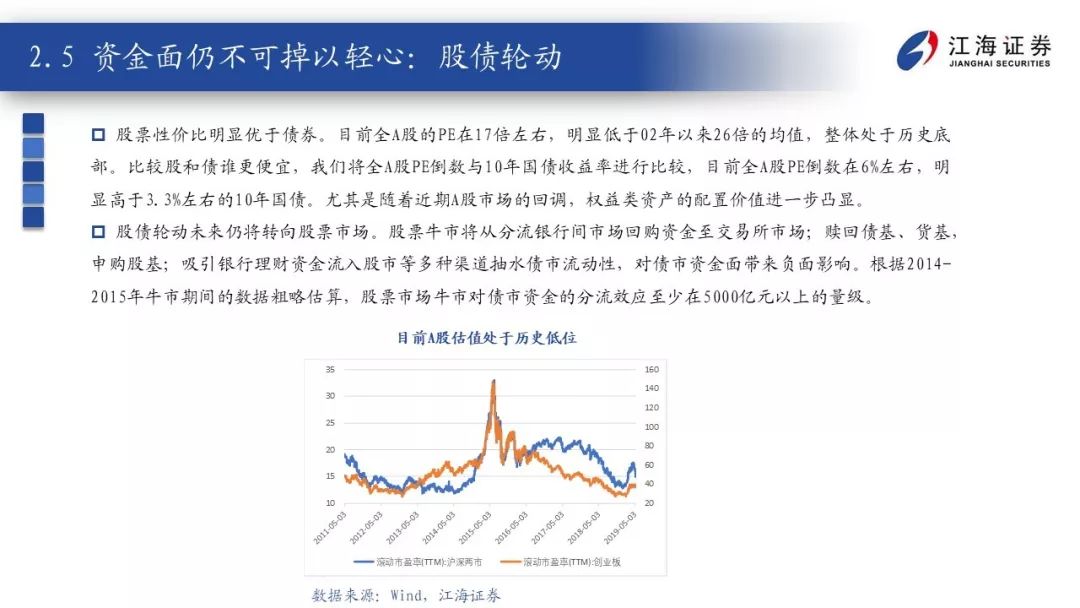 2.5 资金面仍不可掉以轻心：股债轮动
江海证券
JIANGHAI SECURITIES
股票性价比明显优于债券。目前全A股的PE在17倍左右，明显低于02年以来26倍的均值，整体处于历史底
部。比较股和债谁更便宜，我们将全A股PE倒数与10年国债收益率进行比较，目前全A股PE倒数在6%左右，明
显高于3.3%左右的10年国债。尤其是随着近期A股市场的回调，权益类资产的配置价值进一步凸显。
股债轮动未来仍将转向股票市场。股票牛市将从分流银行间市场回购资金至交易所市场；赎回债基、货基，
申购股基；吸引银行理财资金流入股市等多种渠道抽水债市流动性，对债市资金面带来负面影响。根据2014-
2015年牛市期间的数据粗略估算，股票市场牛市对债市资金的分流效应至少在5000亿元以上的量级。
目前A股估值处于历史低位
35
30
25
20
15
10
160
140
120
100
80
60
40
20
2011-05-03
2012-05-03
2013-05-03
2014-05-03
2015-05-03
2016-05-03
2017-05-03
2018-05-03
2019-05-03
滚动市盈率(TTM):沪深两市
滚动市盈率(TTM):创业板
数据来源：Wind，江海证券